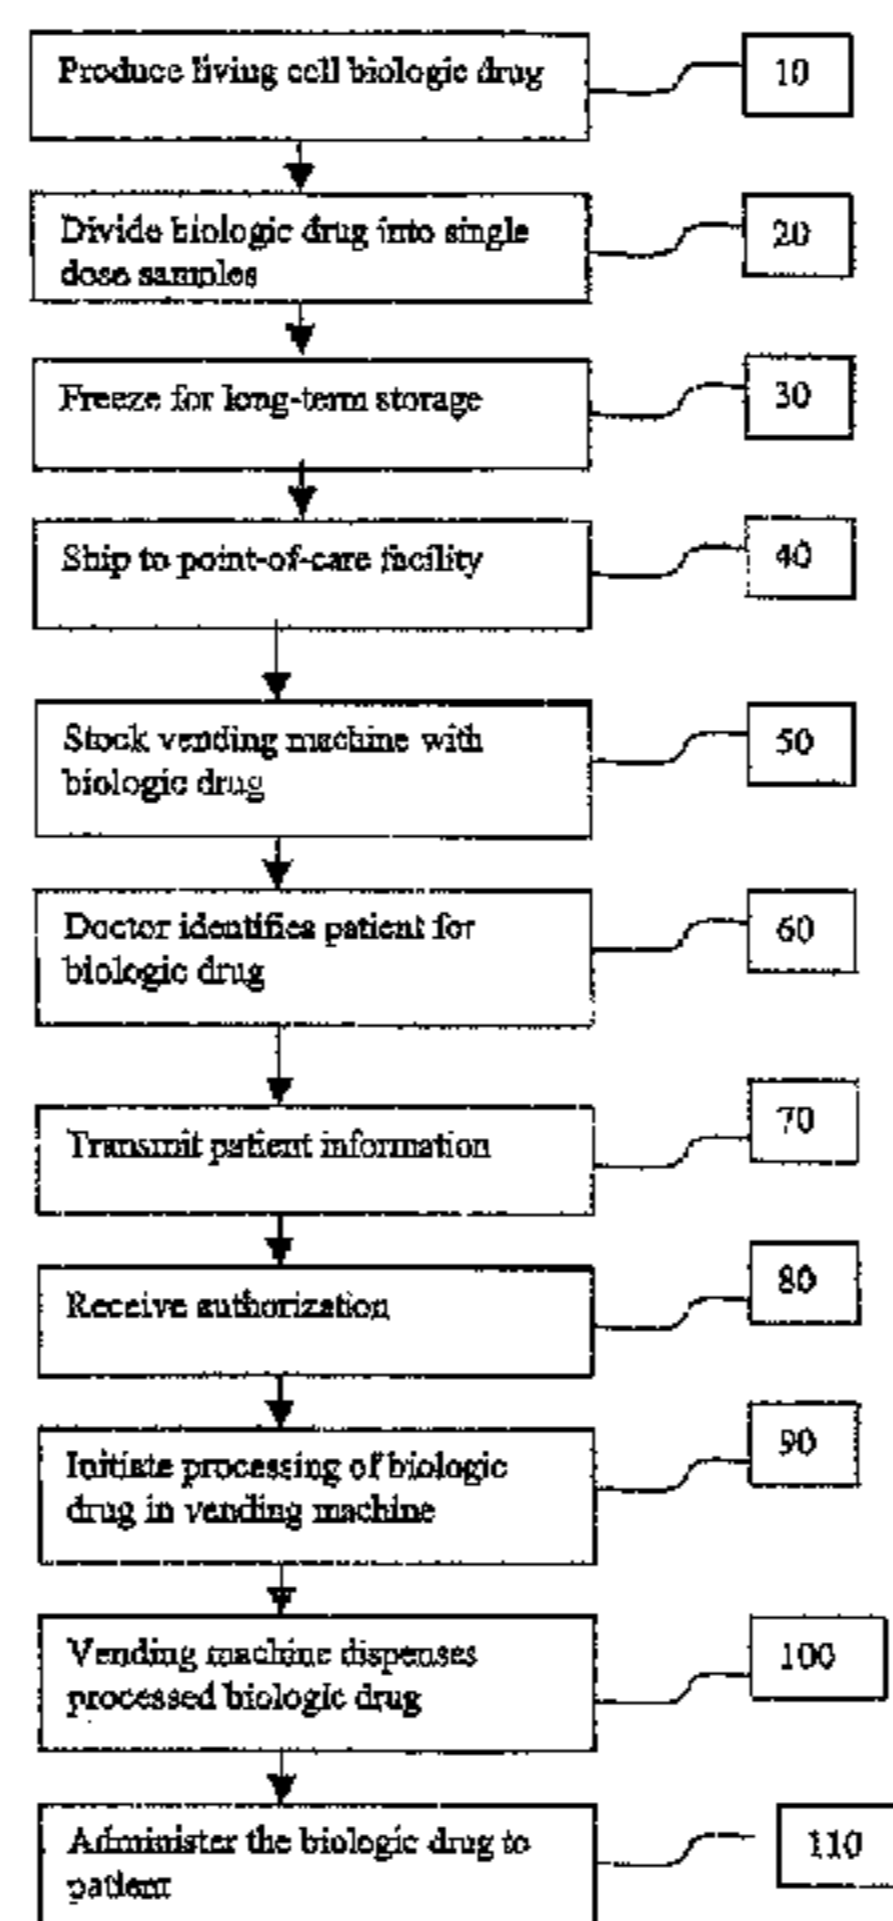 Produce living cell biologic drug
10
Divide biologic drug into single
dose samples
20
Freeze for long-term storage
30
Ship to point-of-care facility
40
Stock vending machine with
biologic drug
50
Doctor identifies patient for
biologic drug
60
Transmit patient information
70
Receive authorization
80
Initiate processing of biologic
drug in vending machine
90
Vending machine dispenses
processed biologic drug
100
Administer the biologic drug to
patient
110